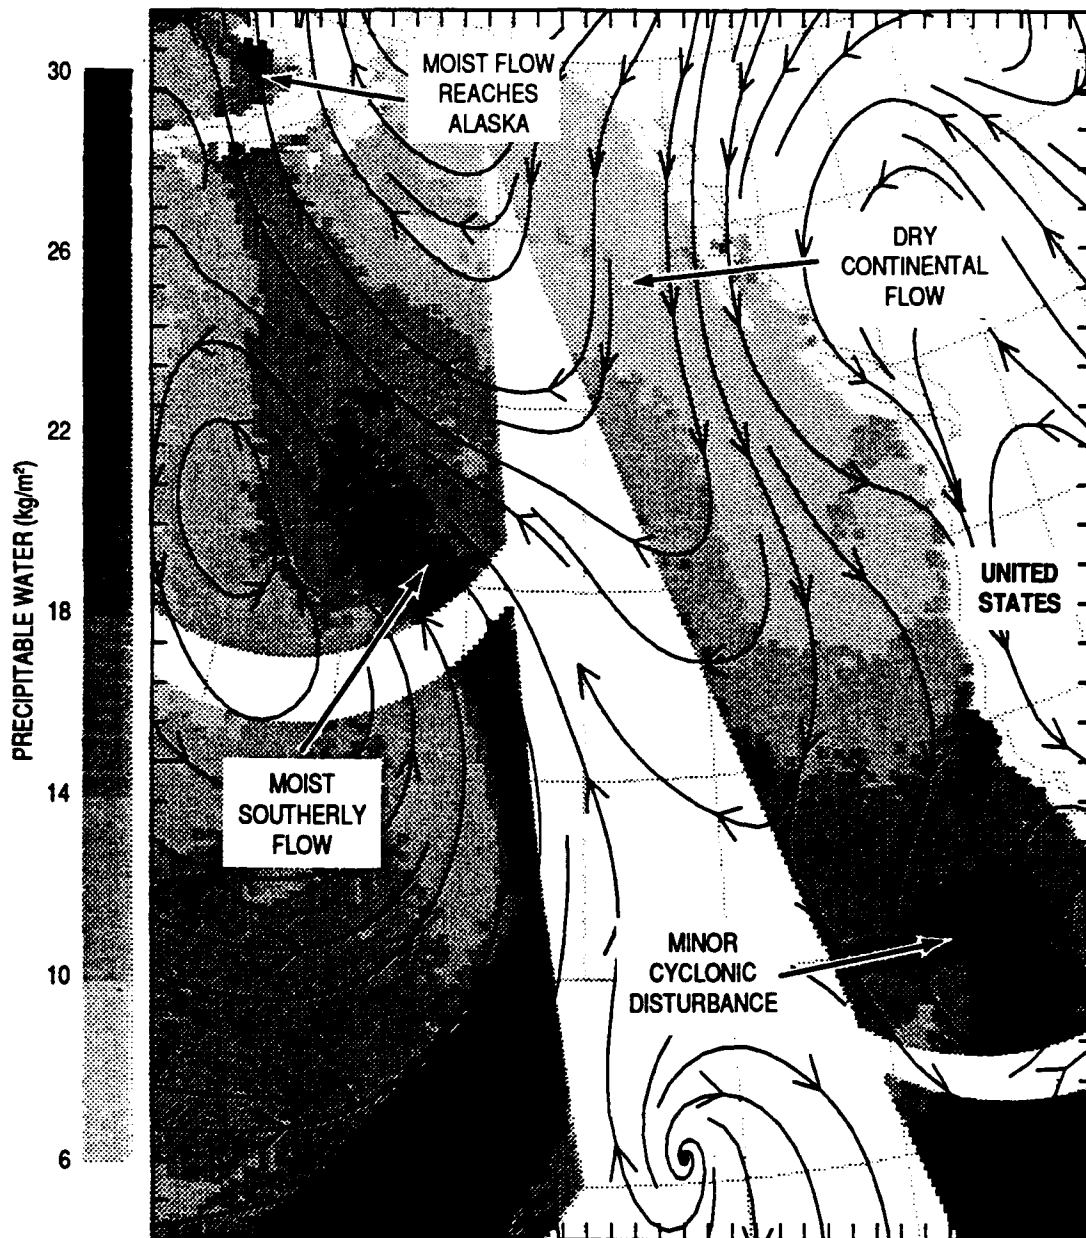 MOIST FLOW
REACHES
ALASKA
DRY
CONTINENTAL
FLOW
UNITED
STATES
MOIST
SOUTHERLY
FLOW
MINOR
CYCLONIC
DISTURBANCE
PRECIPITABLE WATER (kg/m²)
30
26
22
18
14
10
6